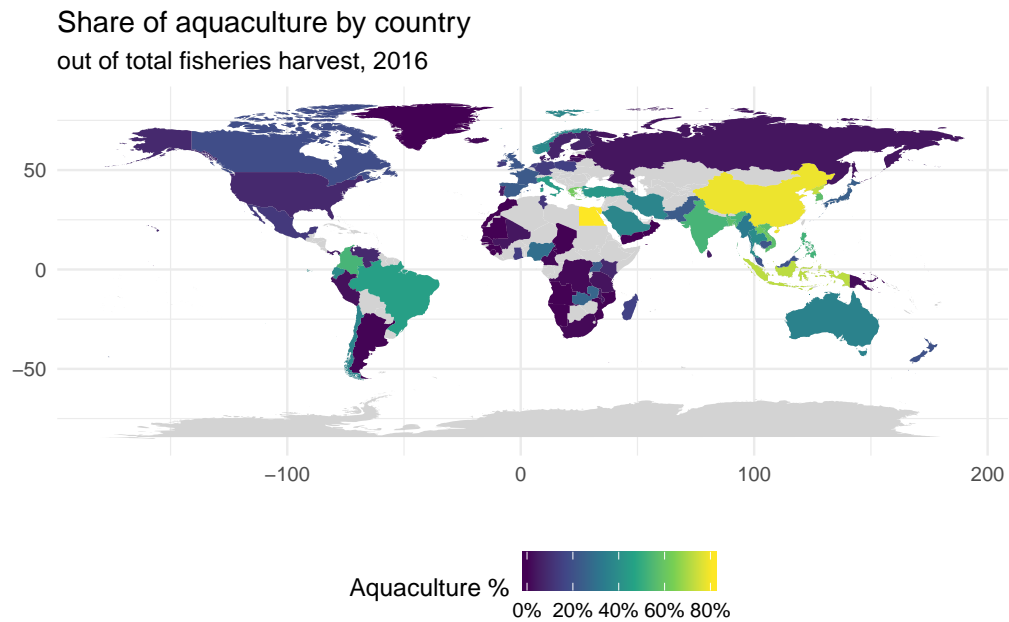 Share of aquaculture by country
out of total fisheries harvest, 2016
50
0
−50
−100 0 100 200
Aquaculture %
0% 20% 40% 60% 80%